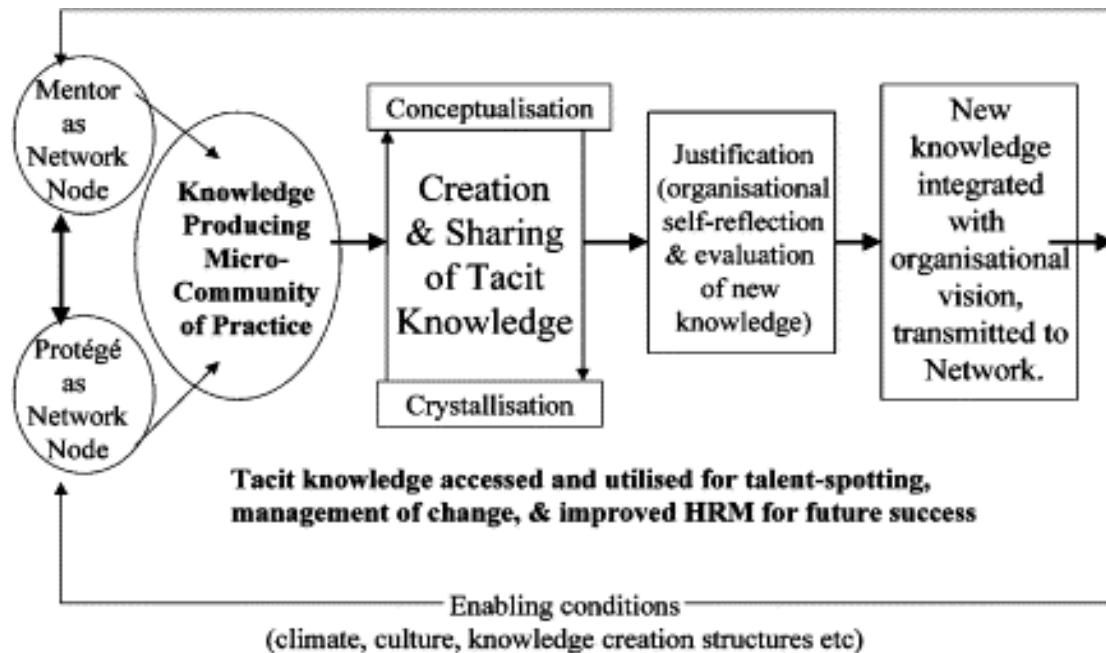 Mentor
as
Network
Node
Protégé
as
Network
Node
Knowledge
Producing
Micro-
Community
of Practice
Conceptualisation
Creation
& Sharing
of Tacit
Knowledge
Crystallisation
Justification
(organisational
self-reflection
& evaluation
of new
knowledge)
New
knowledge
integrated
with
organisational
vision,
transmitted to
Network.
Tacit knowledge accessed and utilised for talent-spotting,
management of change, & improved HRM for future success
Enabling conditions
(climate, culture, knowledge creation structures etc)